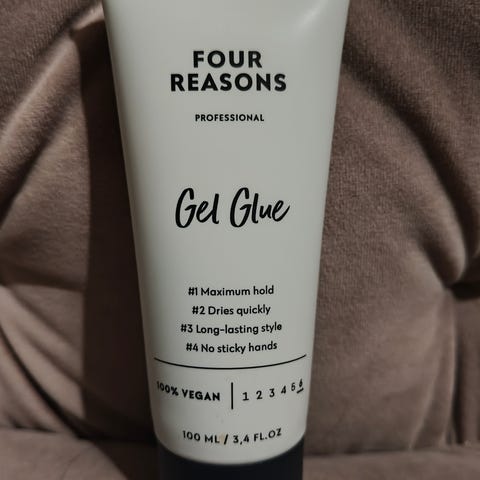 FOUR
REASONS
PROFESSIONAL
Gel Glue
#1 Maximum hold
#2 Dries quickly
#3 Long-lasting style
#4 No sticky hands
100% VEGAN | 1 2 3 4 5 6
100 ML / 3,4 FL.OZ